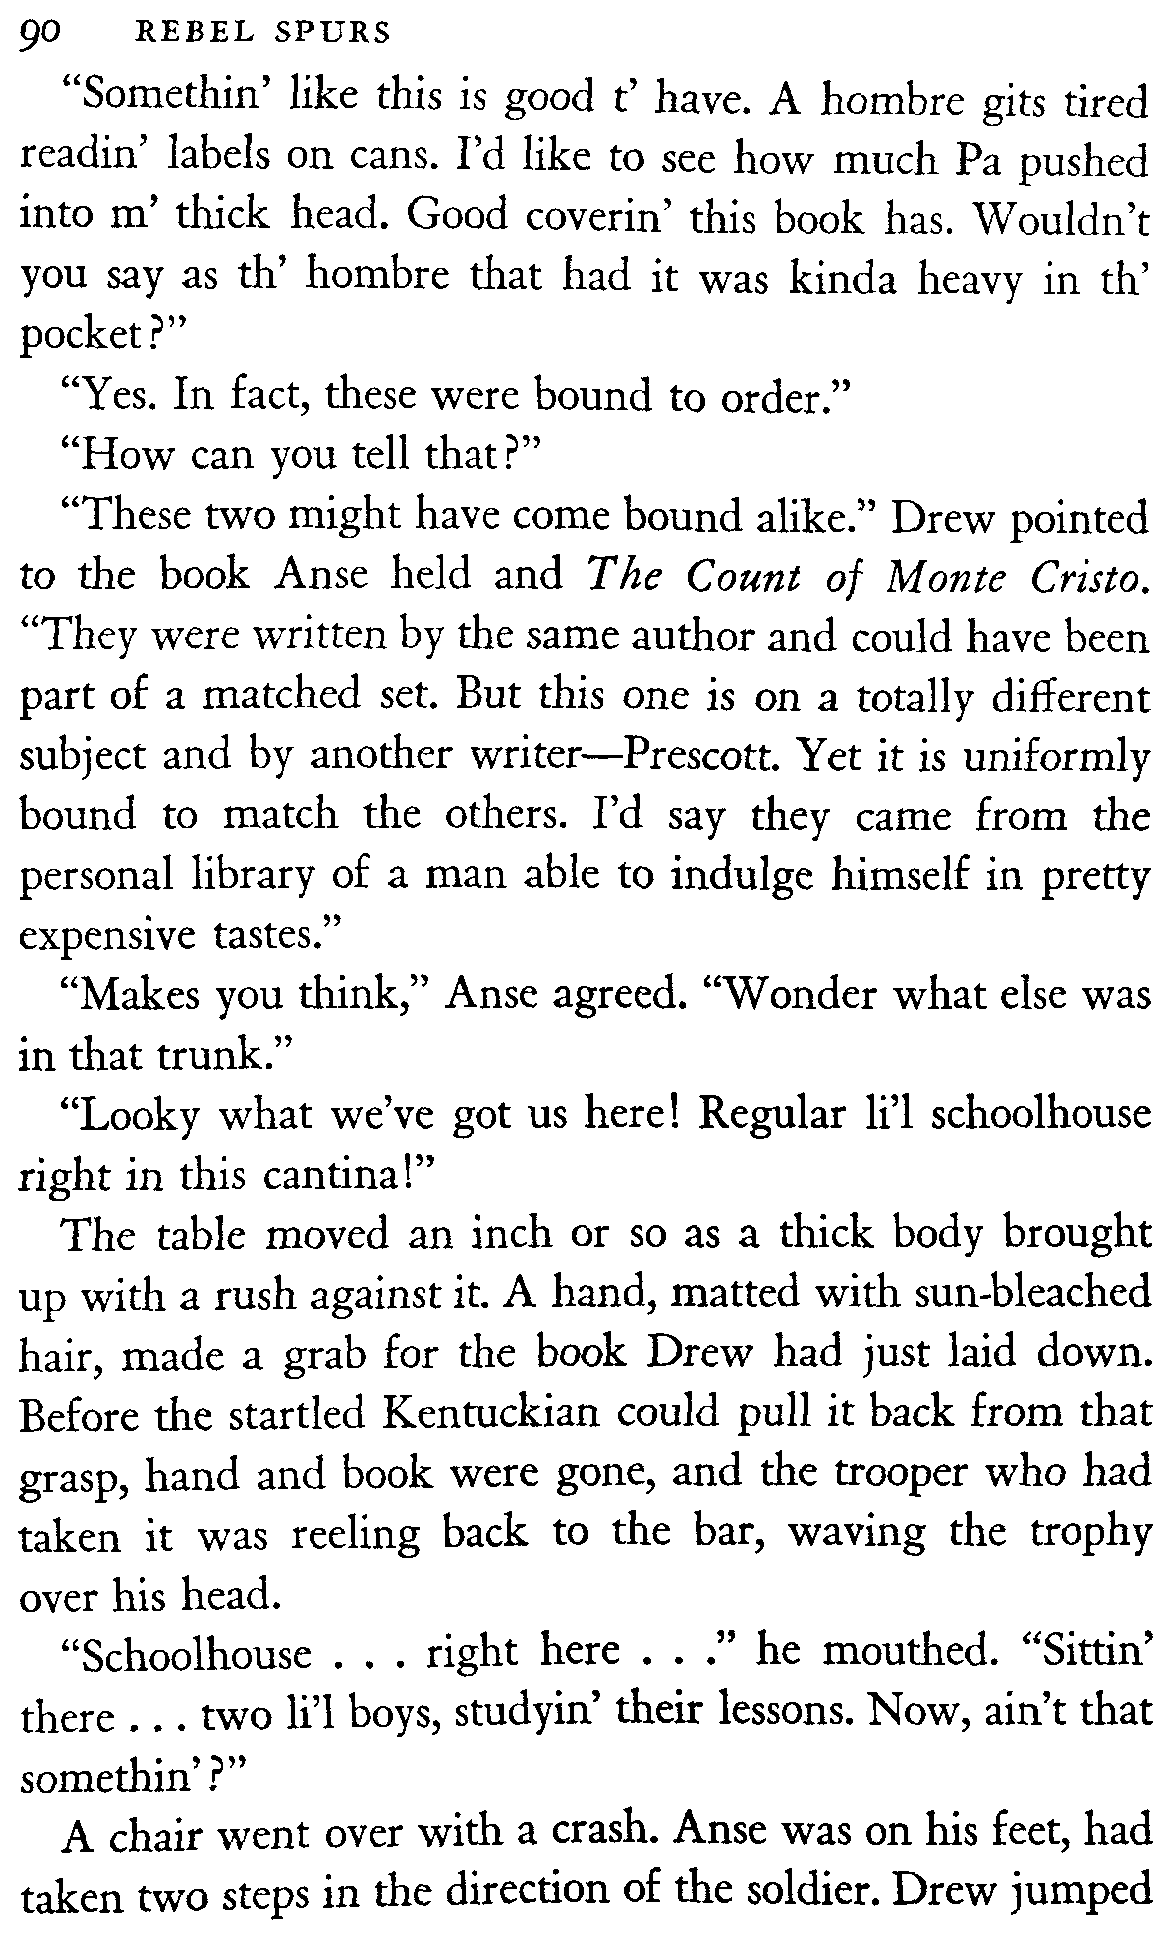 90 REBEL SPURS
“Somethin’ like this is good t’ have. A hombre gits tired
readin’ labels on cans. I’d like to see how much Pa pushed
into m’ thick head. Good coverin’ this book has. Wouldn’t
you say as th’ hombre that had it was kinda heavy in th’
pocket?”
“Yes. In fact, these were bound to order.”
“How can you tell that?”
“These two might have come bound alike.” Drew pointed
to the book Anse held and The Count of Monte Cristo.
“They were written by the same author and could have been
part of a matched set. But this one is on a totally different
subject and by another writer—Prescott. Yet it is uniformly
bound to match the others. I’d say they came from the
personal library of a man able to indulge himself in pretty
expensive tastes.”
“Makes you think,” Anse agreed. “Wonder what else was
in that trunk.”
“Looky what we’ve got us here! Regular li’l schoolhouse
right in this cantina!”
The table moved an inch or so as a thick body brought
up with a rush against it. A hand, matted with sun-bleached
hair, made a grab for the book Drew had just laid down.
Before the startled Kentuckian could pull it back from that
grasp, hand and book were gone, and the trooper who had
taken it was reeling back to the bar, waving the trophy
over his head.
“Schoolhouse . . . right here . . .” he mouthed. “Sittin’
there . . . two li’l boys, studyin’ their lessons. Now, ain’t that
somethin’?”
A chair went over with a crash. Anse was on his feet, had
taken two steps in the direction of the soldier. Drew jumped